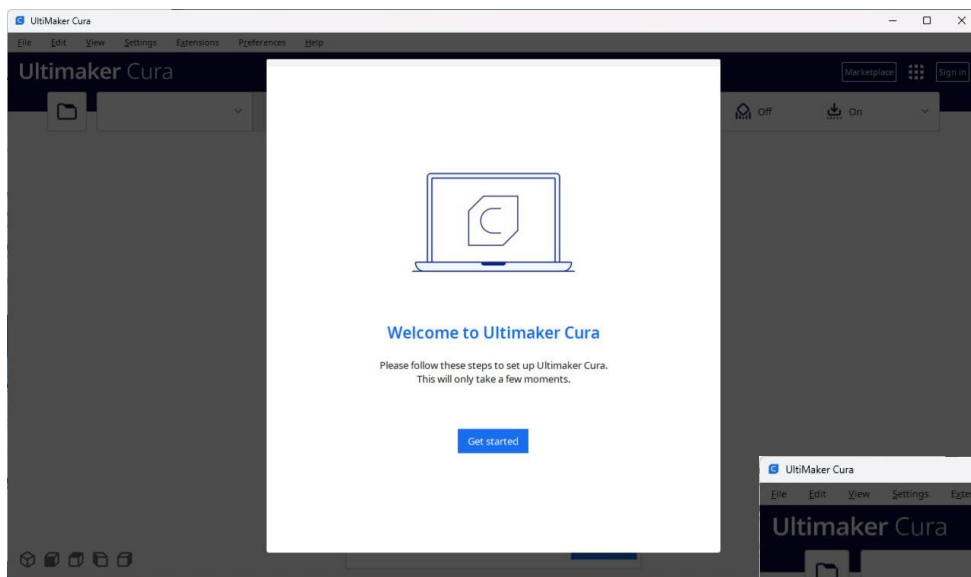 UltiMaker Cura
File Edit View Settings Extensions Preferences Help
Ultimaker Cura
Marketplace
Sign in
Off
On
Welcome to Ultimaker Cura
Please follow these steps to set up Ultimaker Cura.
This will only take a few moments.
Get started
UltiMaker Cura
File Edit View Settings Exte
Ultimaker Cura